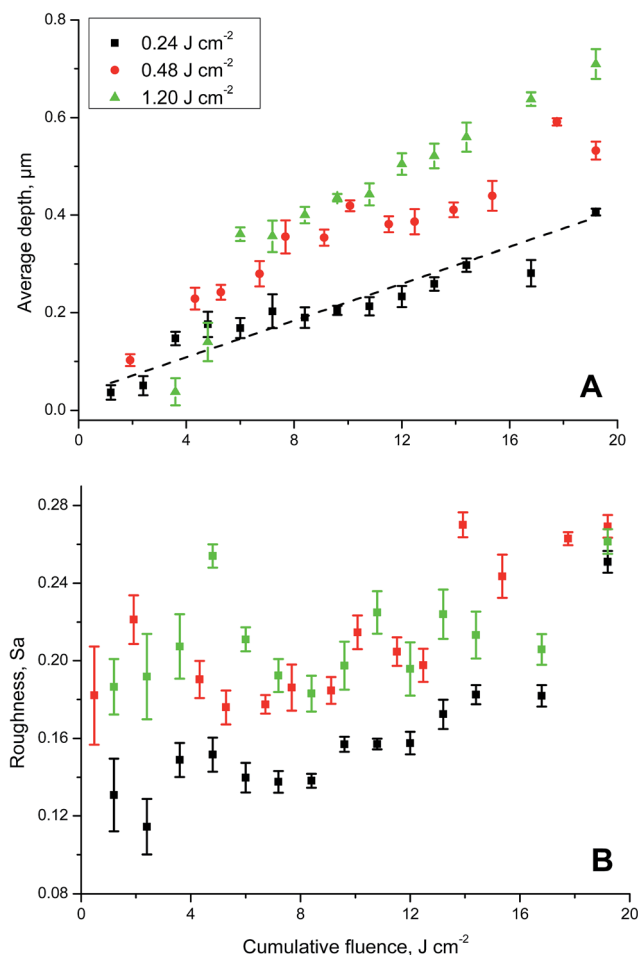 A
0.24 J cm⁻²
0.48 J cm⁻²
1.20 J cm⁻²
Average depth, µm
0.8
0.6
0.4
0.2
0.0
0 4 8 12 16 20
A
Roughness, Sa
0.28
0.24
0.20
0.16
0.12
0.08
B
0 4 8 12 16 20
Cumulative fluence, J cm⁻²